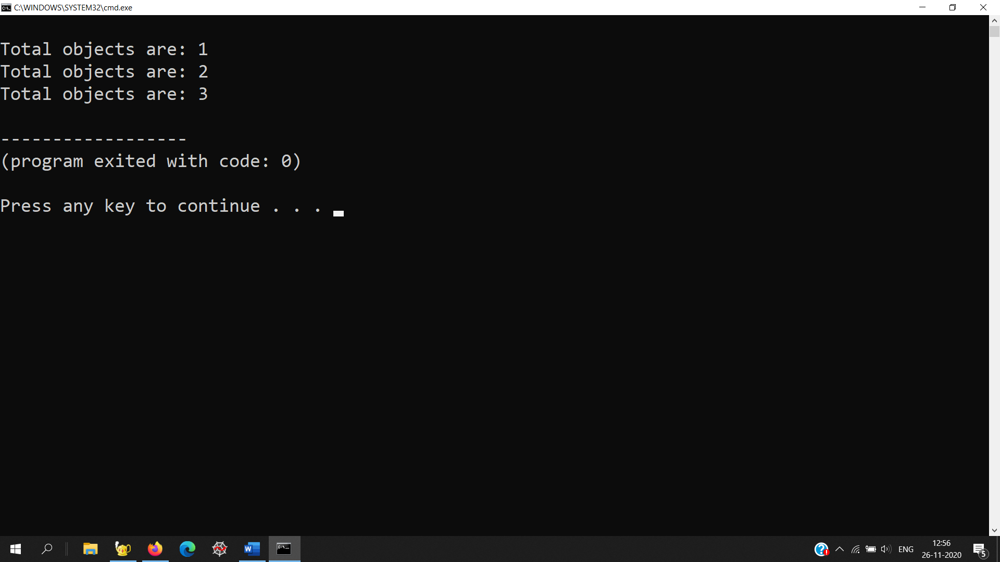 C:\WINDOWS\SYSTEM32\cmd.exe
Total objects are: 1
Total objects are: 2
Total objects are: 3
------------------
(program exited with code: 0)
Press any key to continue . . .
ENG
12:56
26-11-2020
5